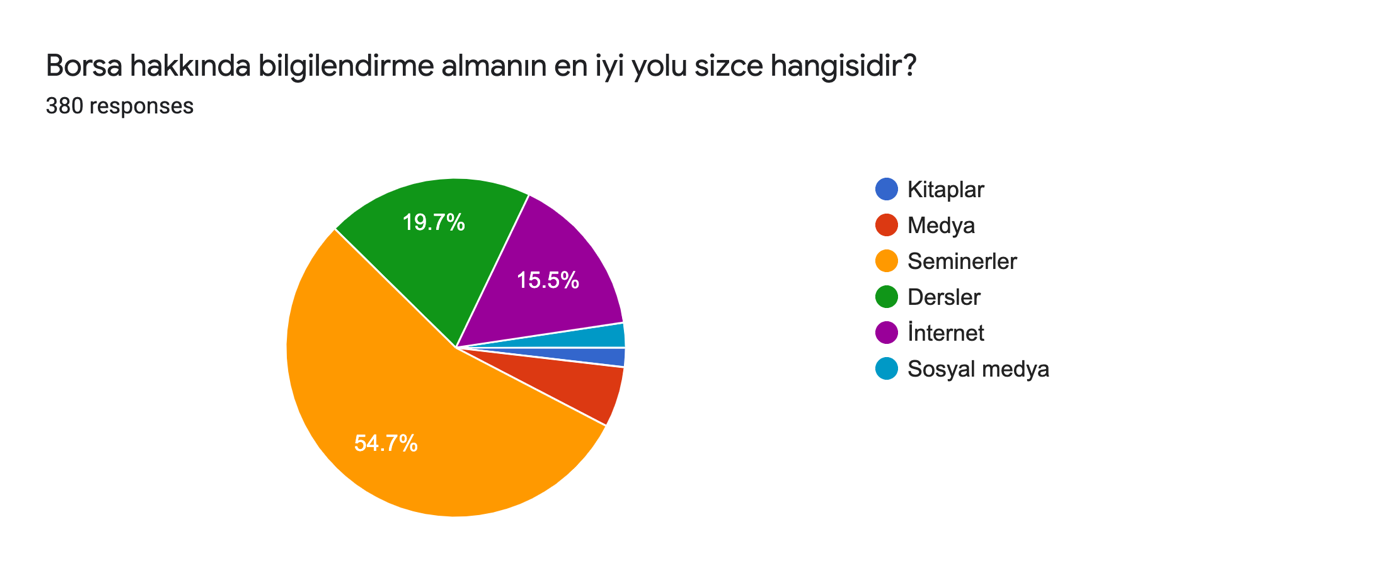 Borsa hakkında bilgilendirme almanın en iyi yolu sizce hangisidir?
380 responses
19.7%
15.5%
54.7%
Kitaplar
Medya
Seminerler
Dersler
İnternet
Sosyal medya